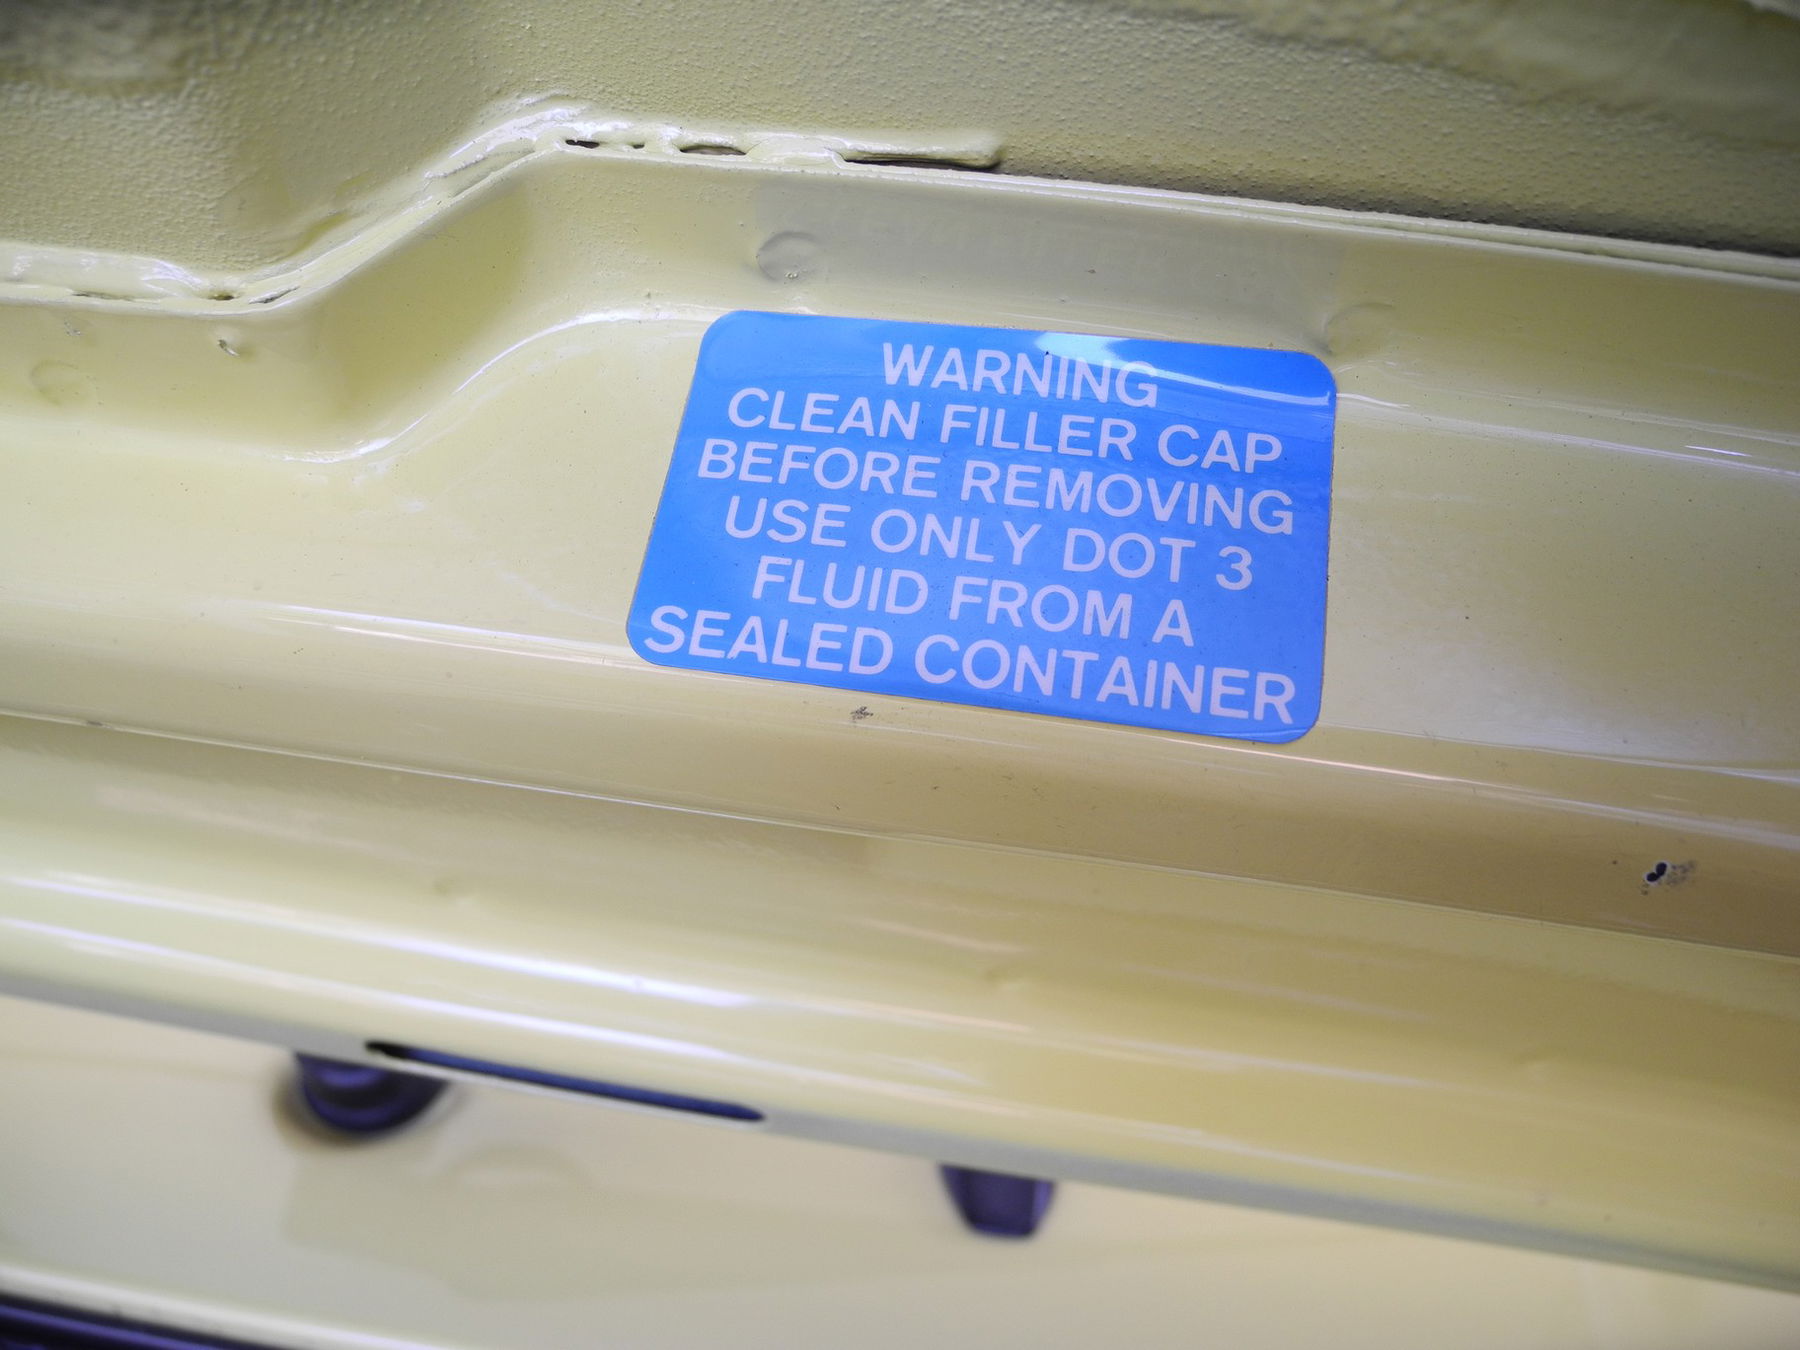 WARNING
CLEAN FILLER CAP
BEFORE REMOVING
USE ONLY DOT 3
FLUID FROM A
SEALED CONTAINER